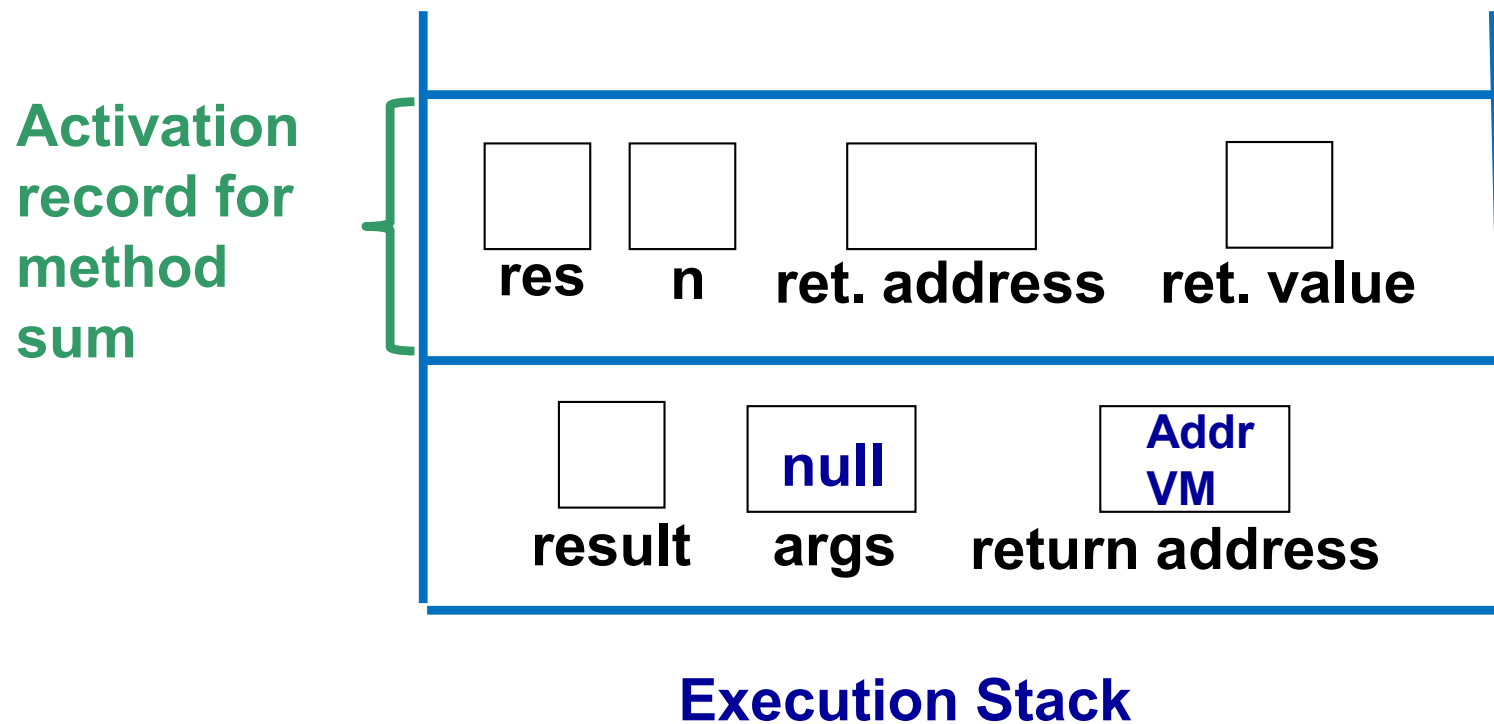 Activation
record for
method
sum
res n ret. address ret. value
null
Addr
VM
result args return address
Execution Stack